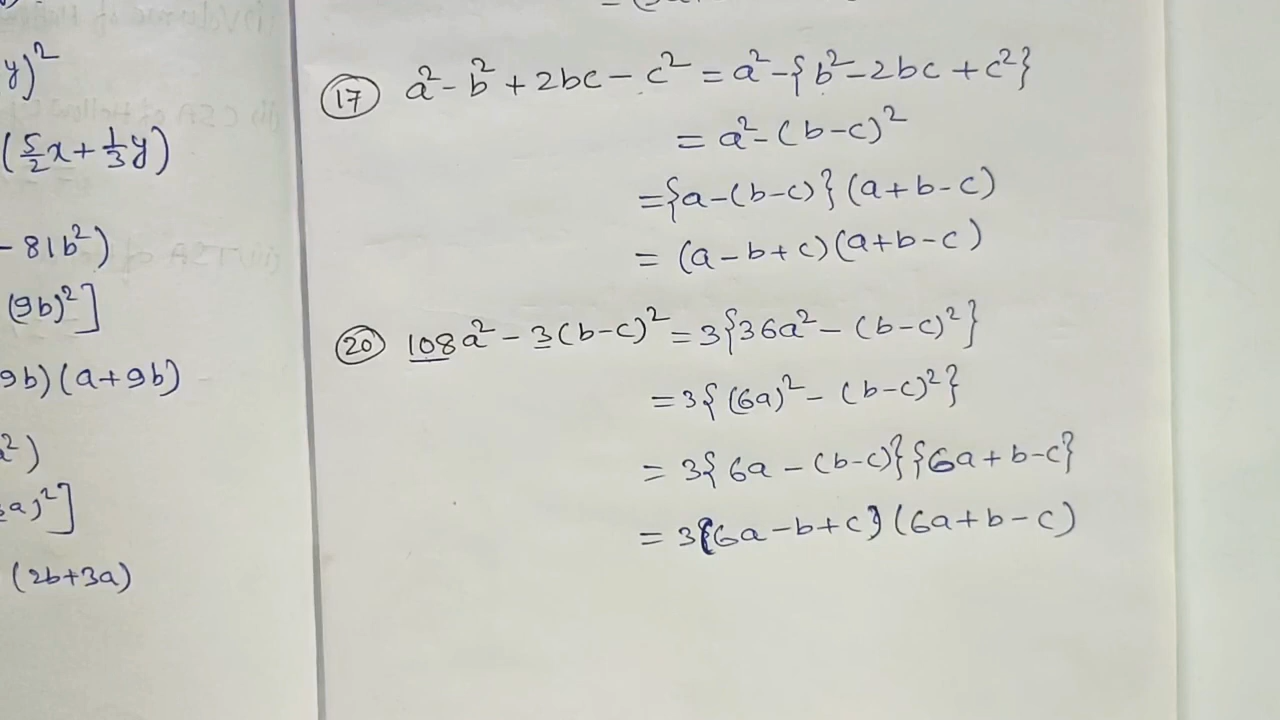 y)²
(5/2x+1/3y)
- 81b²)
(9b)²]
9b) (a+9b)
²)
a)²]
(2b+3a)
(17) a²-b²+2bc-c² = a²-{b²-2bc+c²}
= a²-(b-c)²
={a-(b-c)}(a+b-c)
= (a-b+c)(a+b-c)
(20) 108a²-3(b-c)²=3{36a²-(b-c)²}
=3{(6a)²-(b-c)²}
= 3{6a-(b-c)}{6a+b-c}
= 3{6a-b+c}(6a+b-c)